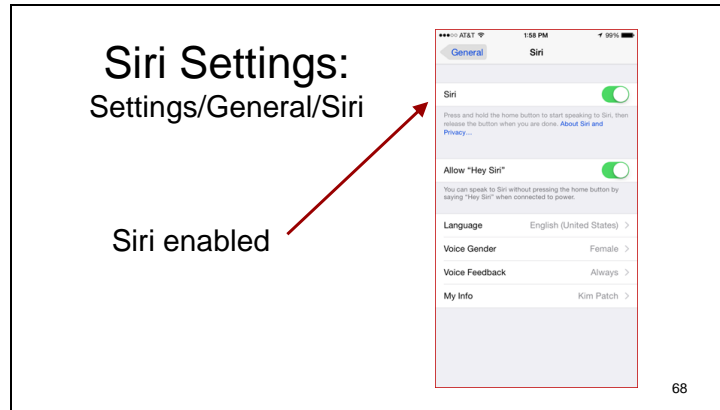 Siri Settings:
Settings/General/Siri
Siri enabled
AT&T 1:58 PM 99%
General Siri
Siri
Press and hold the home button to start speaking to Siri, then
release the button when you are done. About Siri and
Privacy...
Allow “Hey Siri”
You can speak to Siri without pressing the home button by
saying “Hey Siri” when connected to power.
Language English (United States) >
Voice Gender Female >
Voice Feedback Always >
My Info Kim Patch >
68